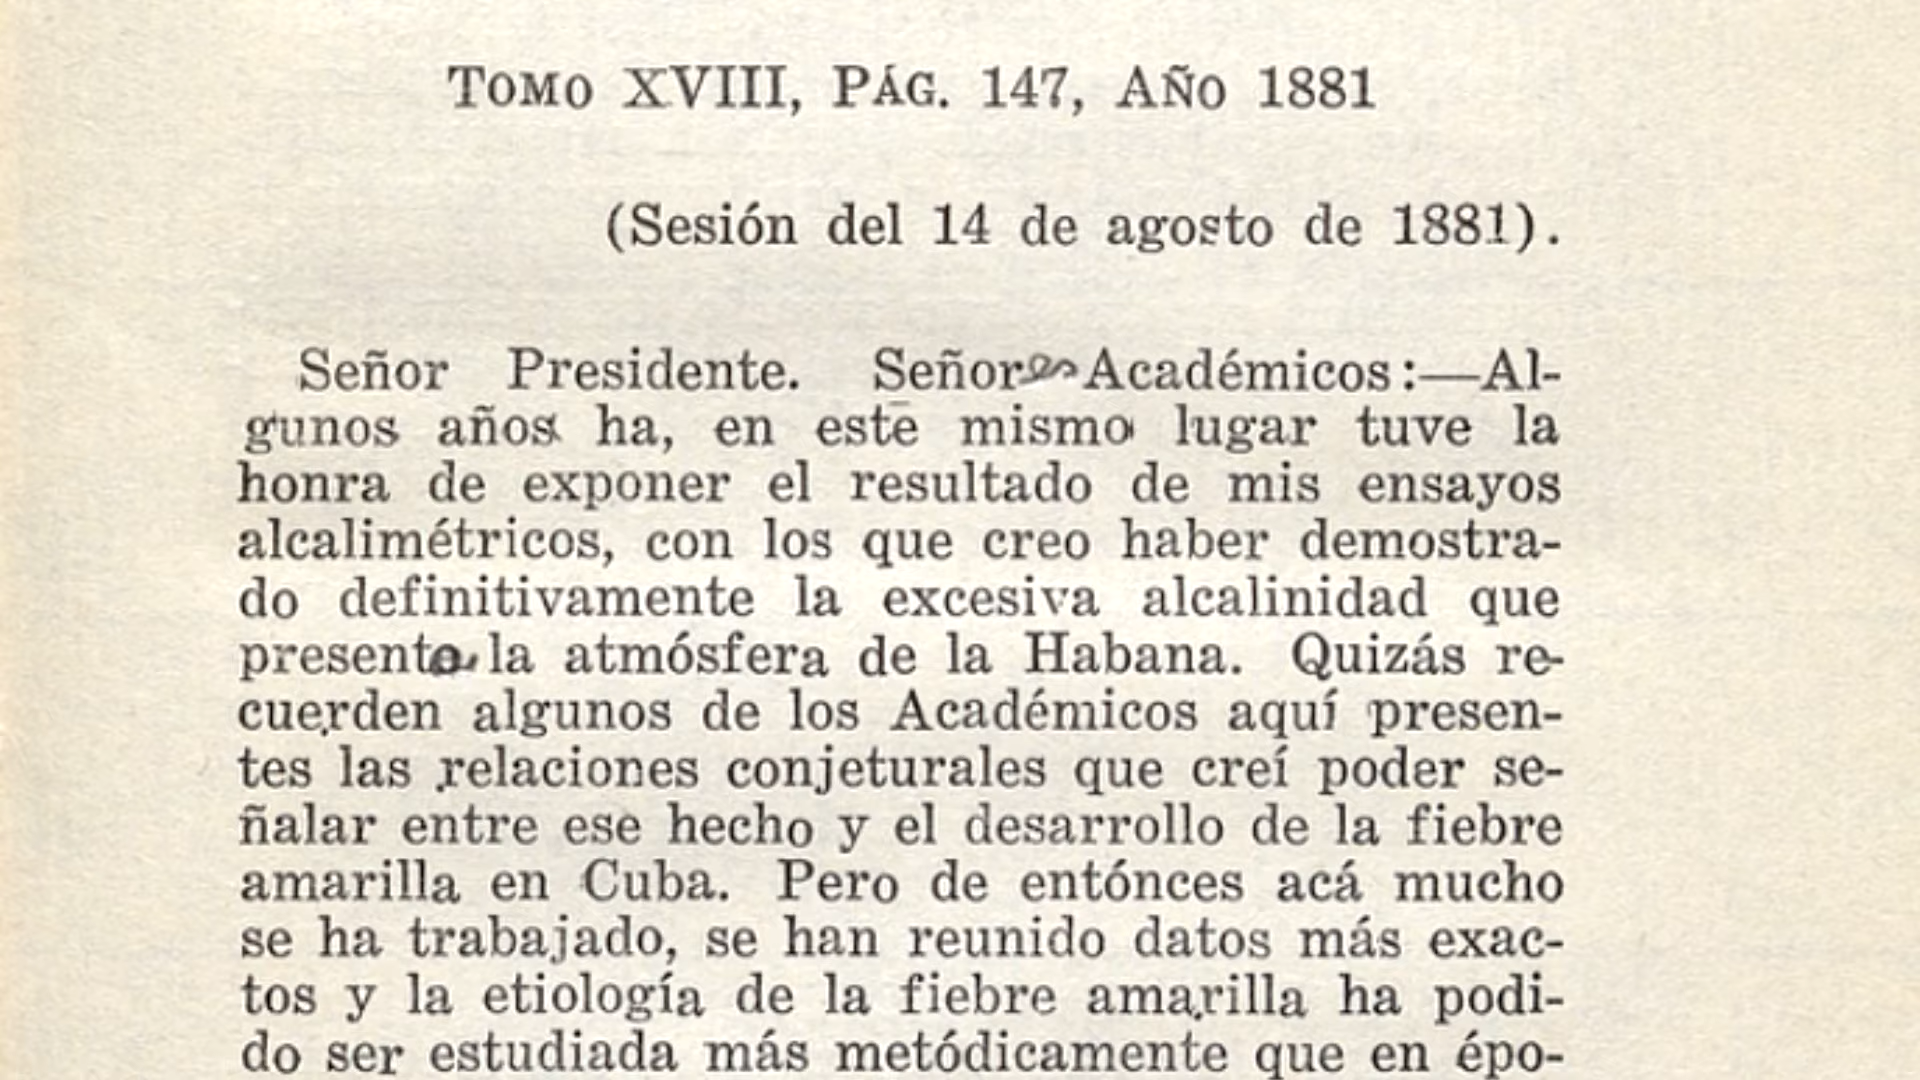 TOMO XVIII, PÁG. 147, AÑO 1881
(Sesión del 14 de agosto de 1881).
Señor Presidente. Señores Académicos:—Al-
gunos años ha, en este mismo lugar tuve la
honra de exponer el resultado de mis ensayos
alcalimétricos, con los que creo haber demostra-
do definitivamente la excesiva alcalinidad que
presenta la atmósfera de la Habana. Quizás re-
cuerden algunos de los Académicos aquí presen-
tes las relaciones conjeturales que creí poder se-
ñalar entre ese hecho y el desarrollo de la fiebre
amarilla en Cuba. Pero de entónces acá mucho
se ha trabajado, se han reunido datos más exac-
tos y la etiología de la fiebre amarilla ha podi-
do ser estudiada más metódicamente que en épo-